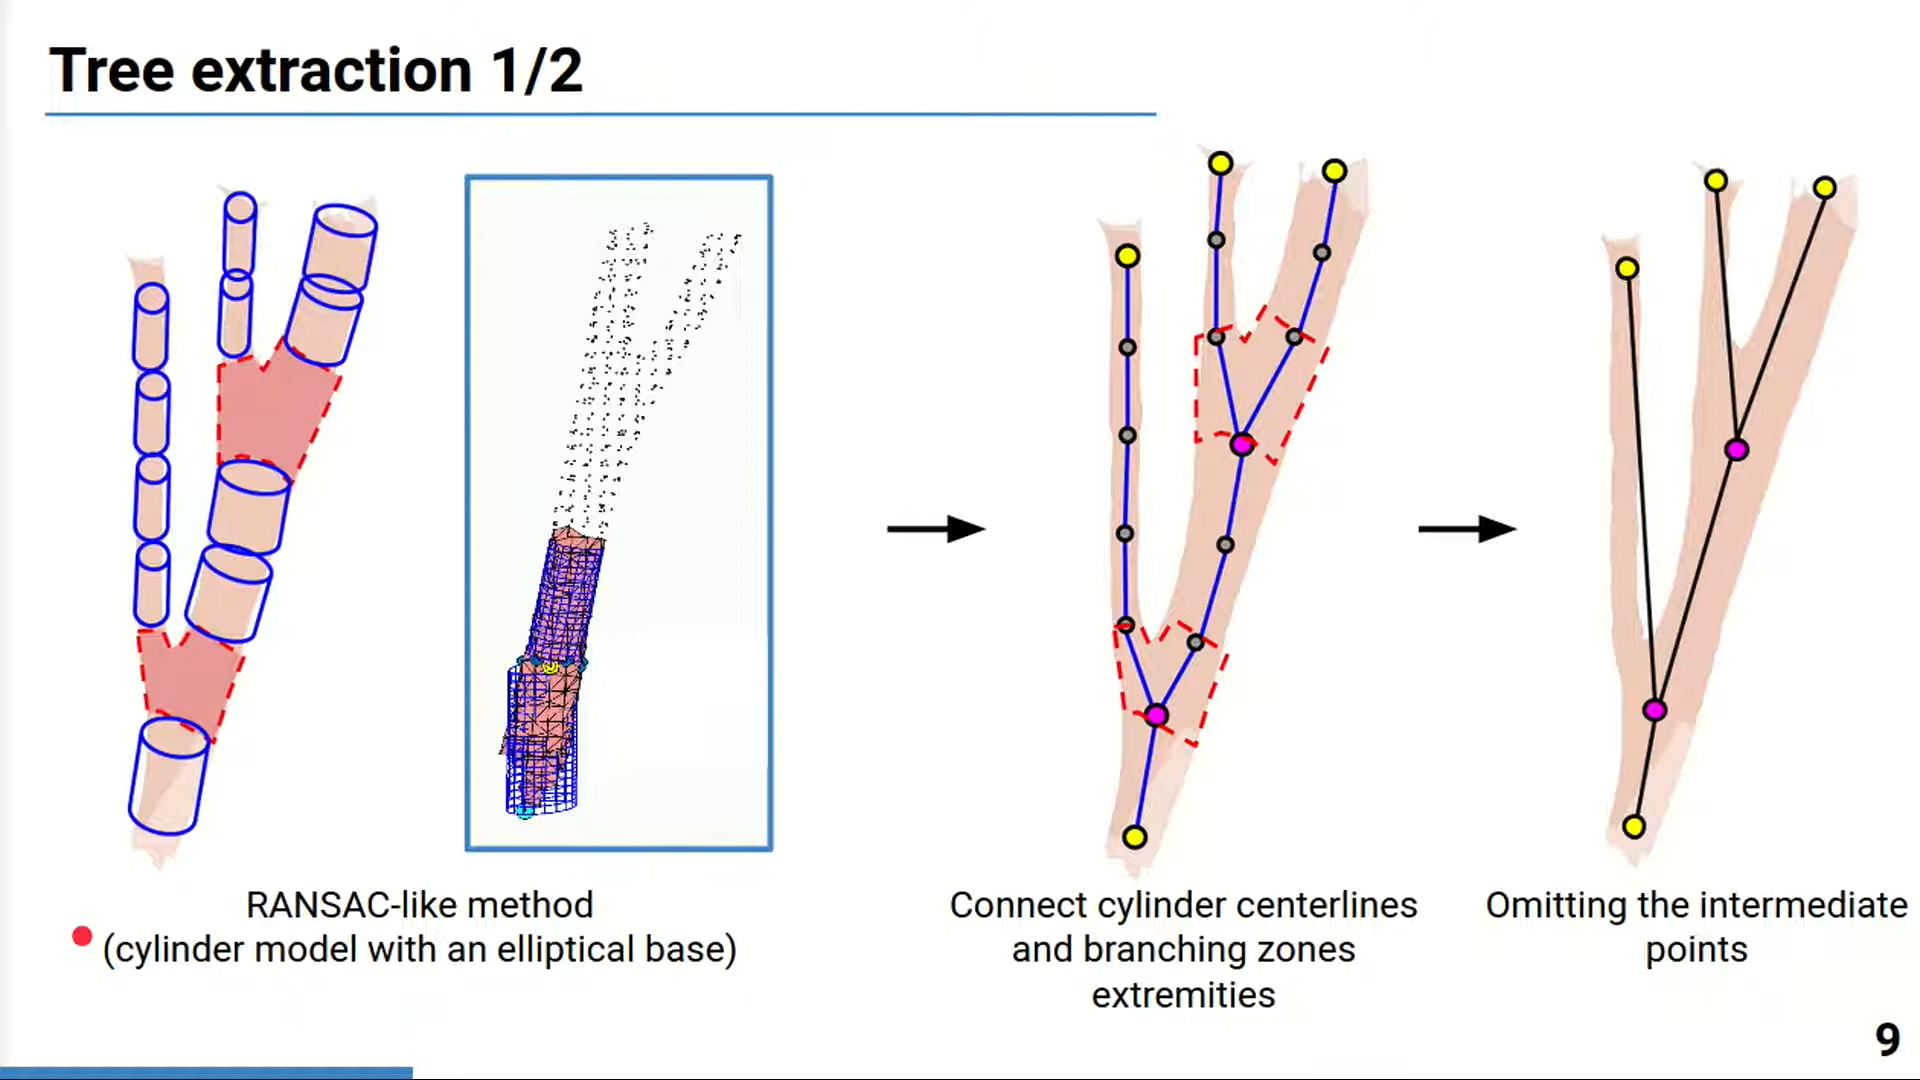 Tree extraction 1/2
RANSAC-like method
(cylinder model with an elliptical base)
Connect cylinder centerlines
and branching zones
extremities
Omitting the intermediate
points
9